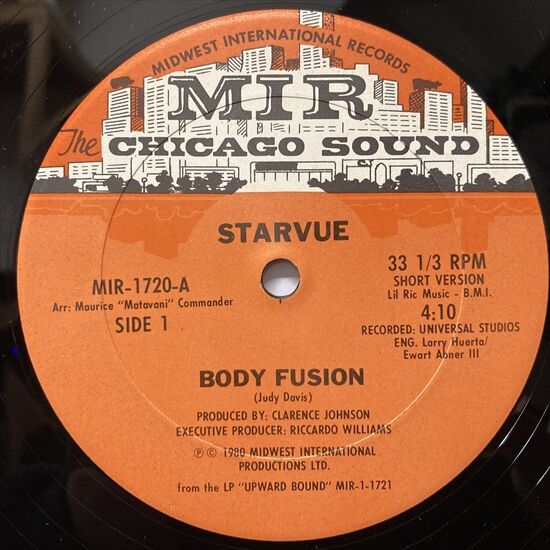 MIDWEST INTERNATIONAL RECORDS
MIR
The CHICAGO SOUND
STARVUE
MIR-1720-A
Arr: Maurice "Matavani" Commander
SIDE 1
33 1/3 RPM
SHORT VERSION
Lil Ric Music - B.M.I.
4:10
RECORDED: UNIVERSAL STUDIOS
ENG. Larry Huerta/
Ewart Abner III
BODY FUSION
(Judy Davis)
PRODUCED BY: CLARENCE JOHNSON
EXECUTIVE PRODUCER: RICCARDO WILLIAMS
℗ © 1980 MIDWEST INTERNATIONAL
PRODUCTIONS LTD.
from the LP "UPWARD BOUND" MIR-1-1721